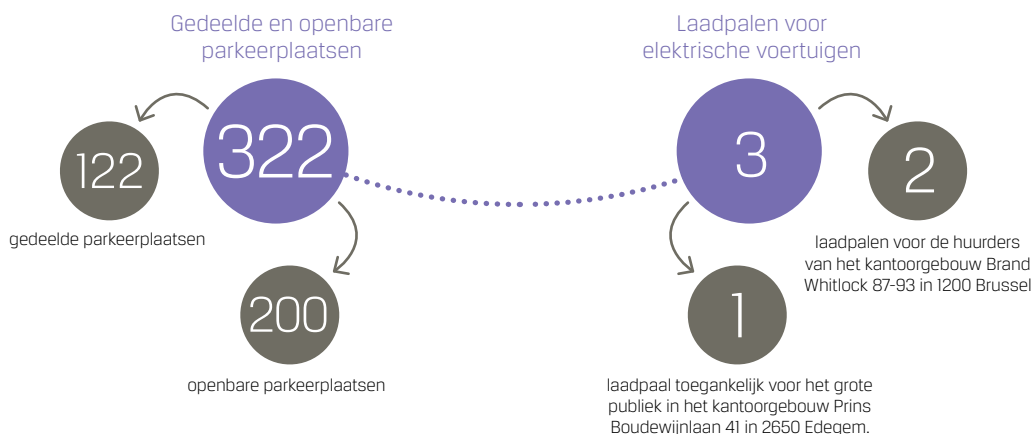 Gedeelde en openbare
parkeerplaatsen
322
122
gedeelde parkeerplaatsen
200
openbare parkeerplaatsen
Laadpalen voor
elektrische voertuigen
3
2
laadpalen voor de huurders
van het kantoorgebouw Brand
Whitlock 87-93 in 1200 Brussel
1
laadpaal toegankelijk voor het grote
publiek in het kantoorgebouw Prins
Boudewijnlaan 41 in 2650 Edegem.